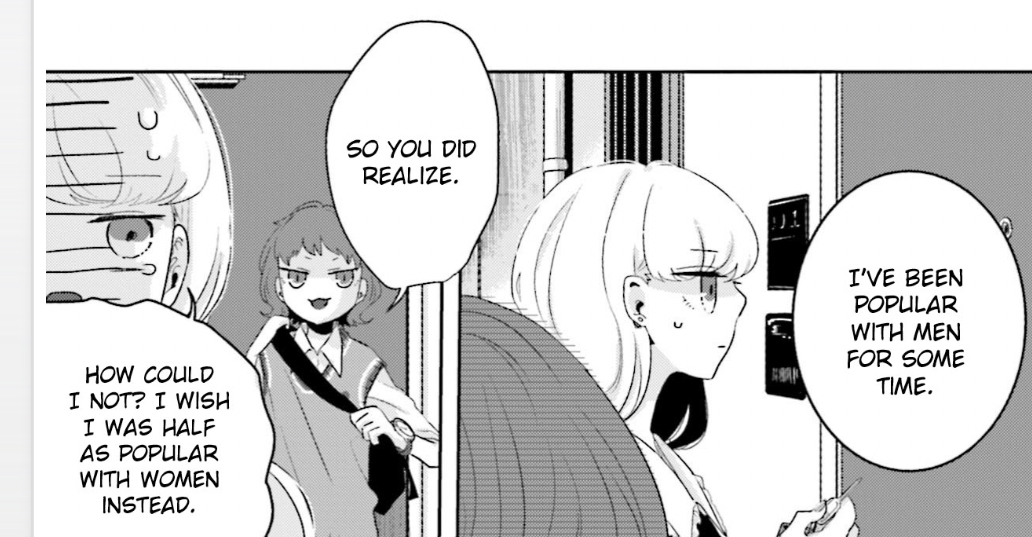 I'VE BEEN
POPULAR
WITH MEN
FOR SOME
TIME.
SO YOU DID
REALIZE.
HOW COULD
I NOT? I WISH
I WAS HALF
AS POPULAR
WITH WOMEN
INSTEAD.